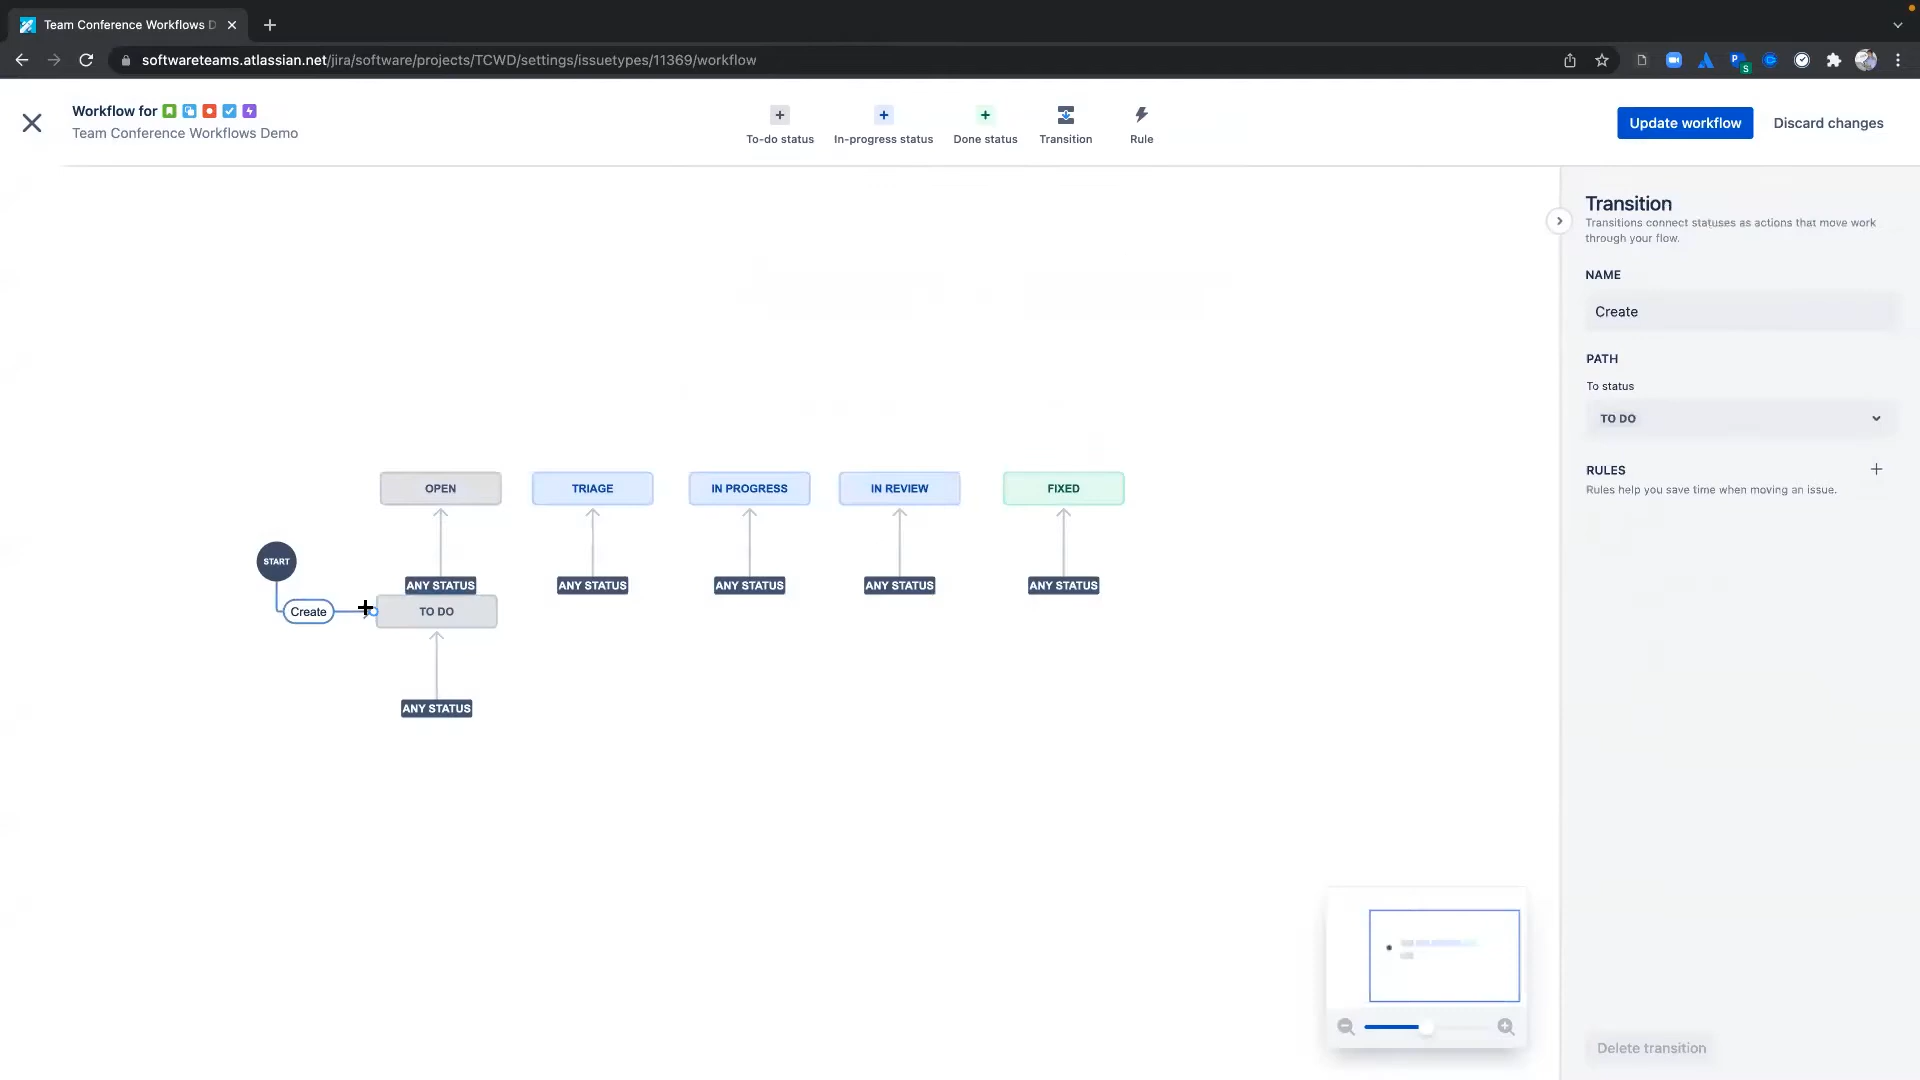 Team Conference Workflows D
softwareteams.atlassian.net/jira/software/projects/TCWD/settings/issuetypes/11369/workflow
Workflow for
Team Conference Workflows Demo
To-do status
In-progress status
Done status
Transition
Rule
Update workflow
Discard changes
Transition
Transitions connect statuses as actions that move work
through your flow.
NAME
Create
PATH
To status
TO DO
RULES
Rules help you save time when moving an issue.
OPEN
TRIAGE
IN PROGRESS
IN REVIEW
FIXED
START
ANY STATUS
ANY STATUS
ANY STATUS
ANY STATUS
ANY STATUS
Create
TO DO
ANY STATUS
Delete transition